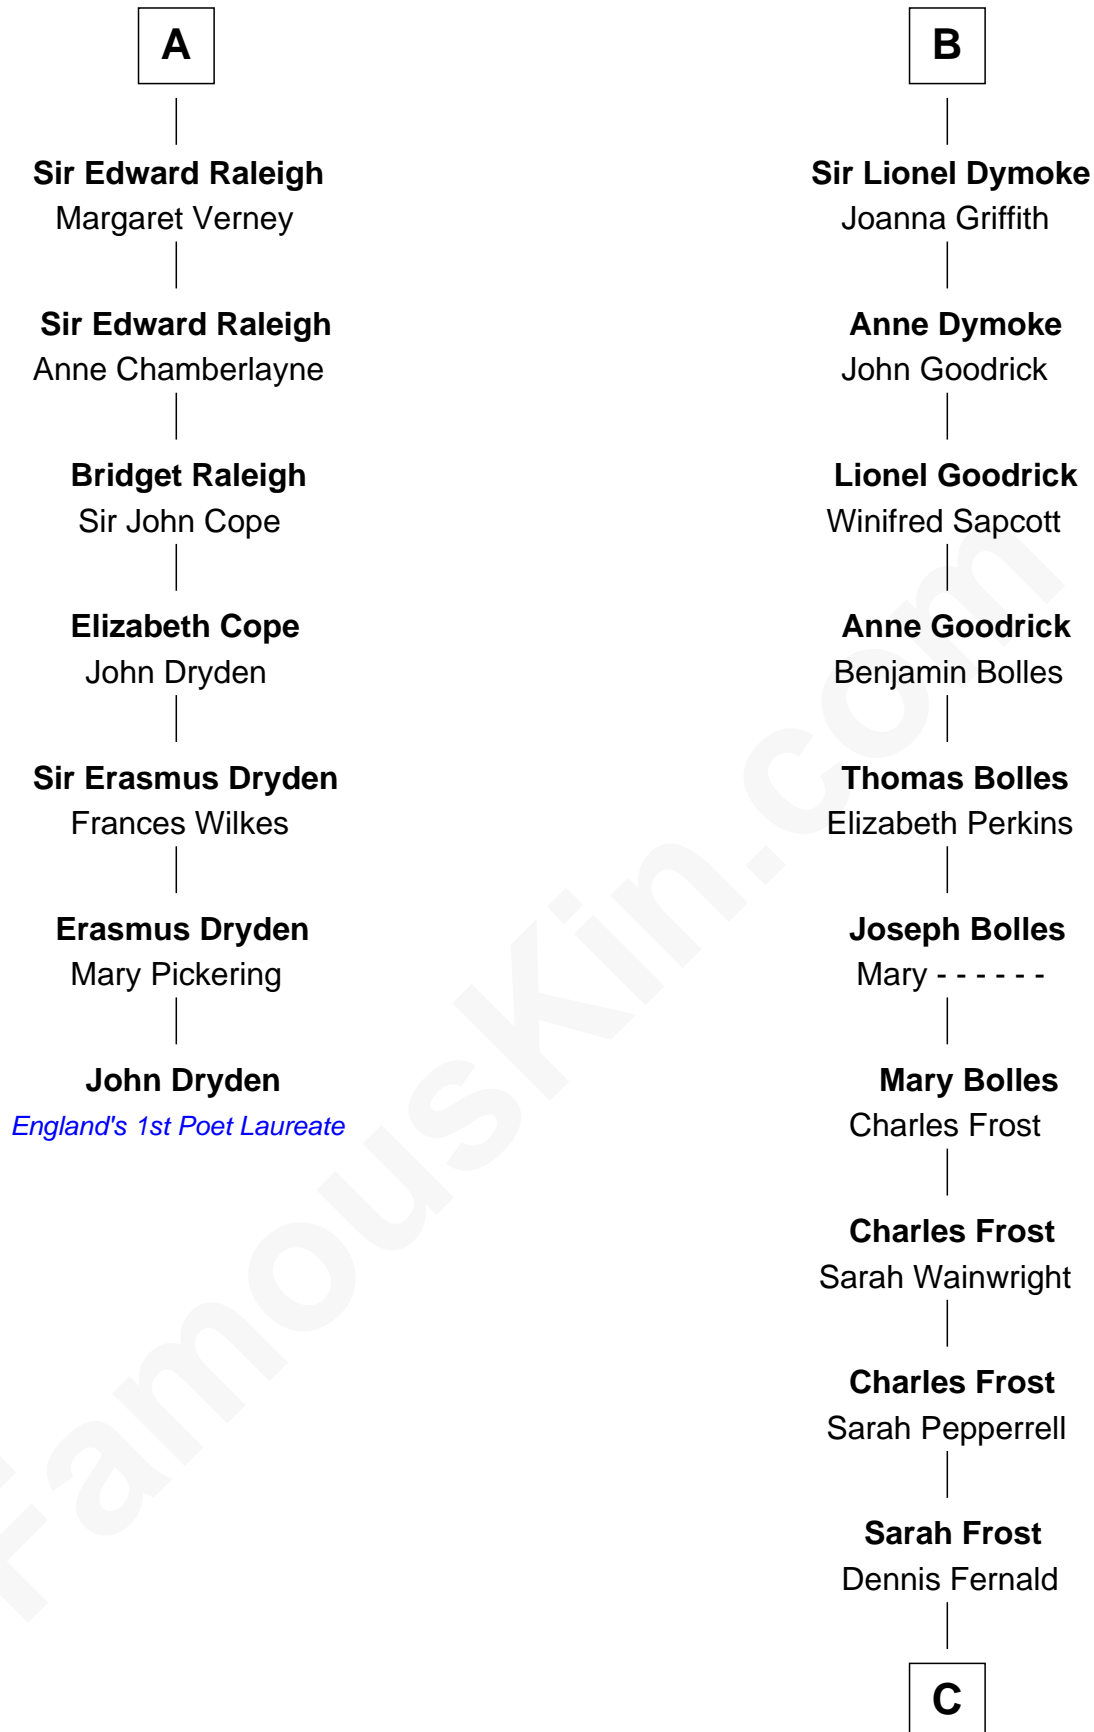 A
Sir Edward Raleigh
Margaret Verney
Sir Edward Raleigh
Anne Chamberlayne
Bridget Raleigh
Sir John Cope
Elizabeth Cope
John Dryden
Sir Erasmus Dryden
Frances Wilkes
Erasmus Dryden
Mary Pickering
John Dryden
England's 1st Poet Laureate
B
Sir Lionel Dymoke
Joanna Griffith
Anne Dymoke
John Goodrick
Lionel Goodrick
Winifred Sapcott
Anne Goodrick
Benjamin Bolles
Thomas Bolles
Elizabeth Perkins
Joseph Bolles
Mary - - - - - -
Mary Bolles
Charles Frost
Charles Frost
Sarah Wainwright
Charles Frost
Sarah Pepperrell
Sarah Frost
Dennis Fernald
C
FamousKin.com